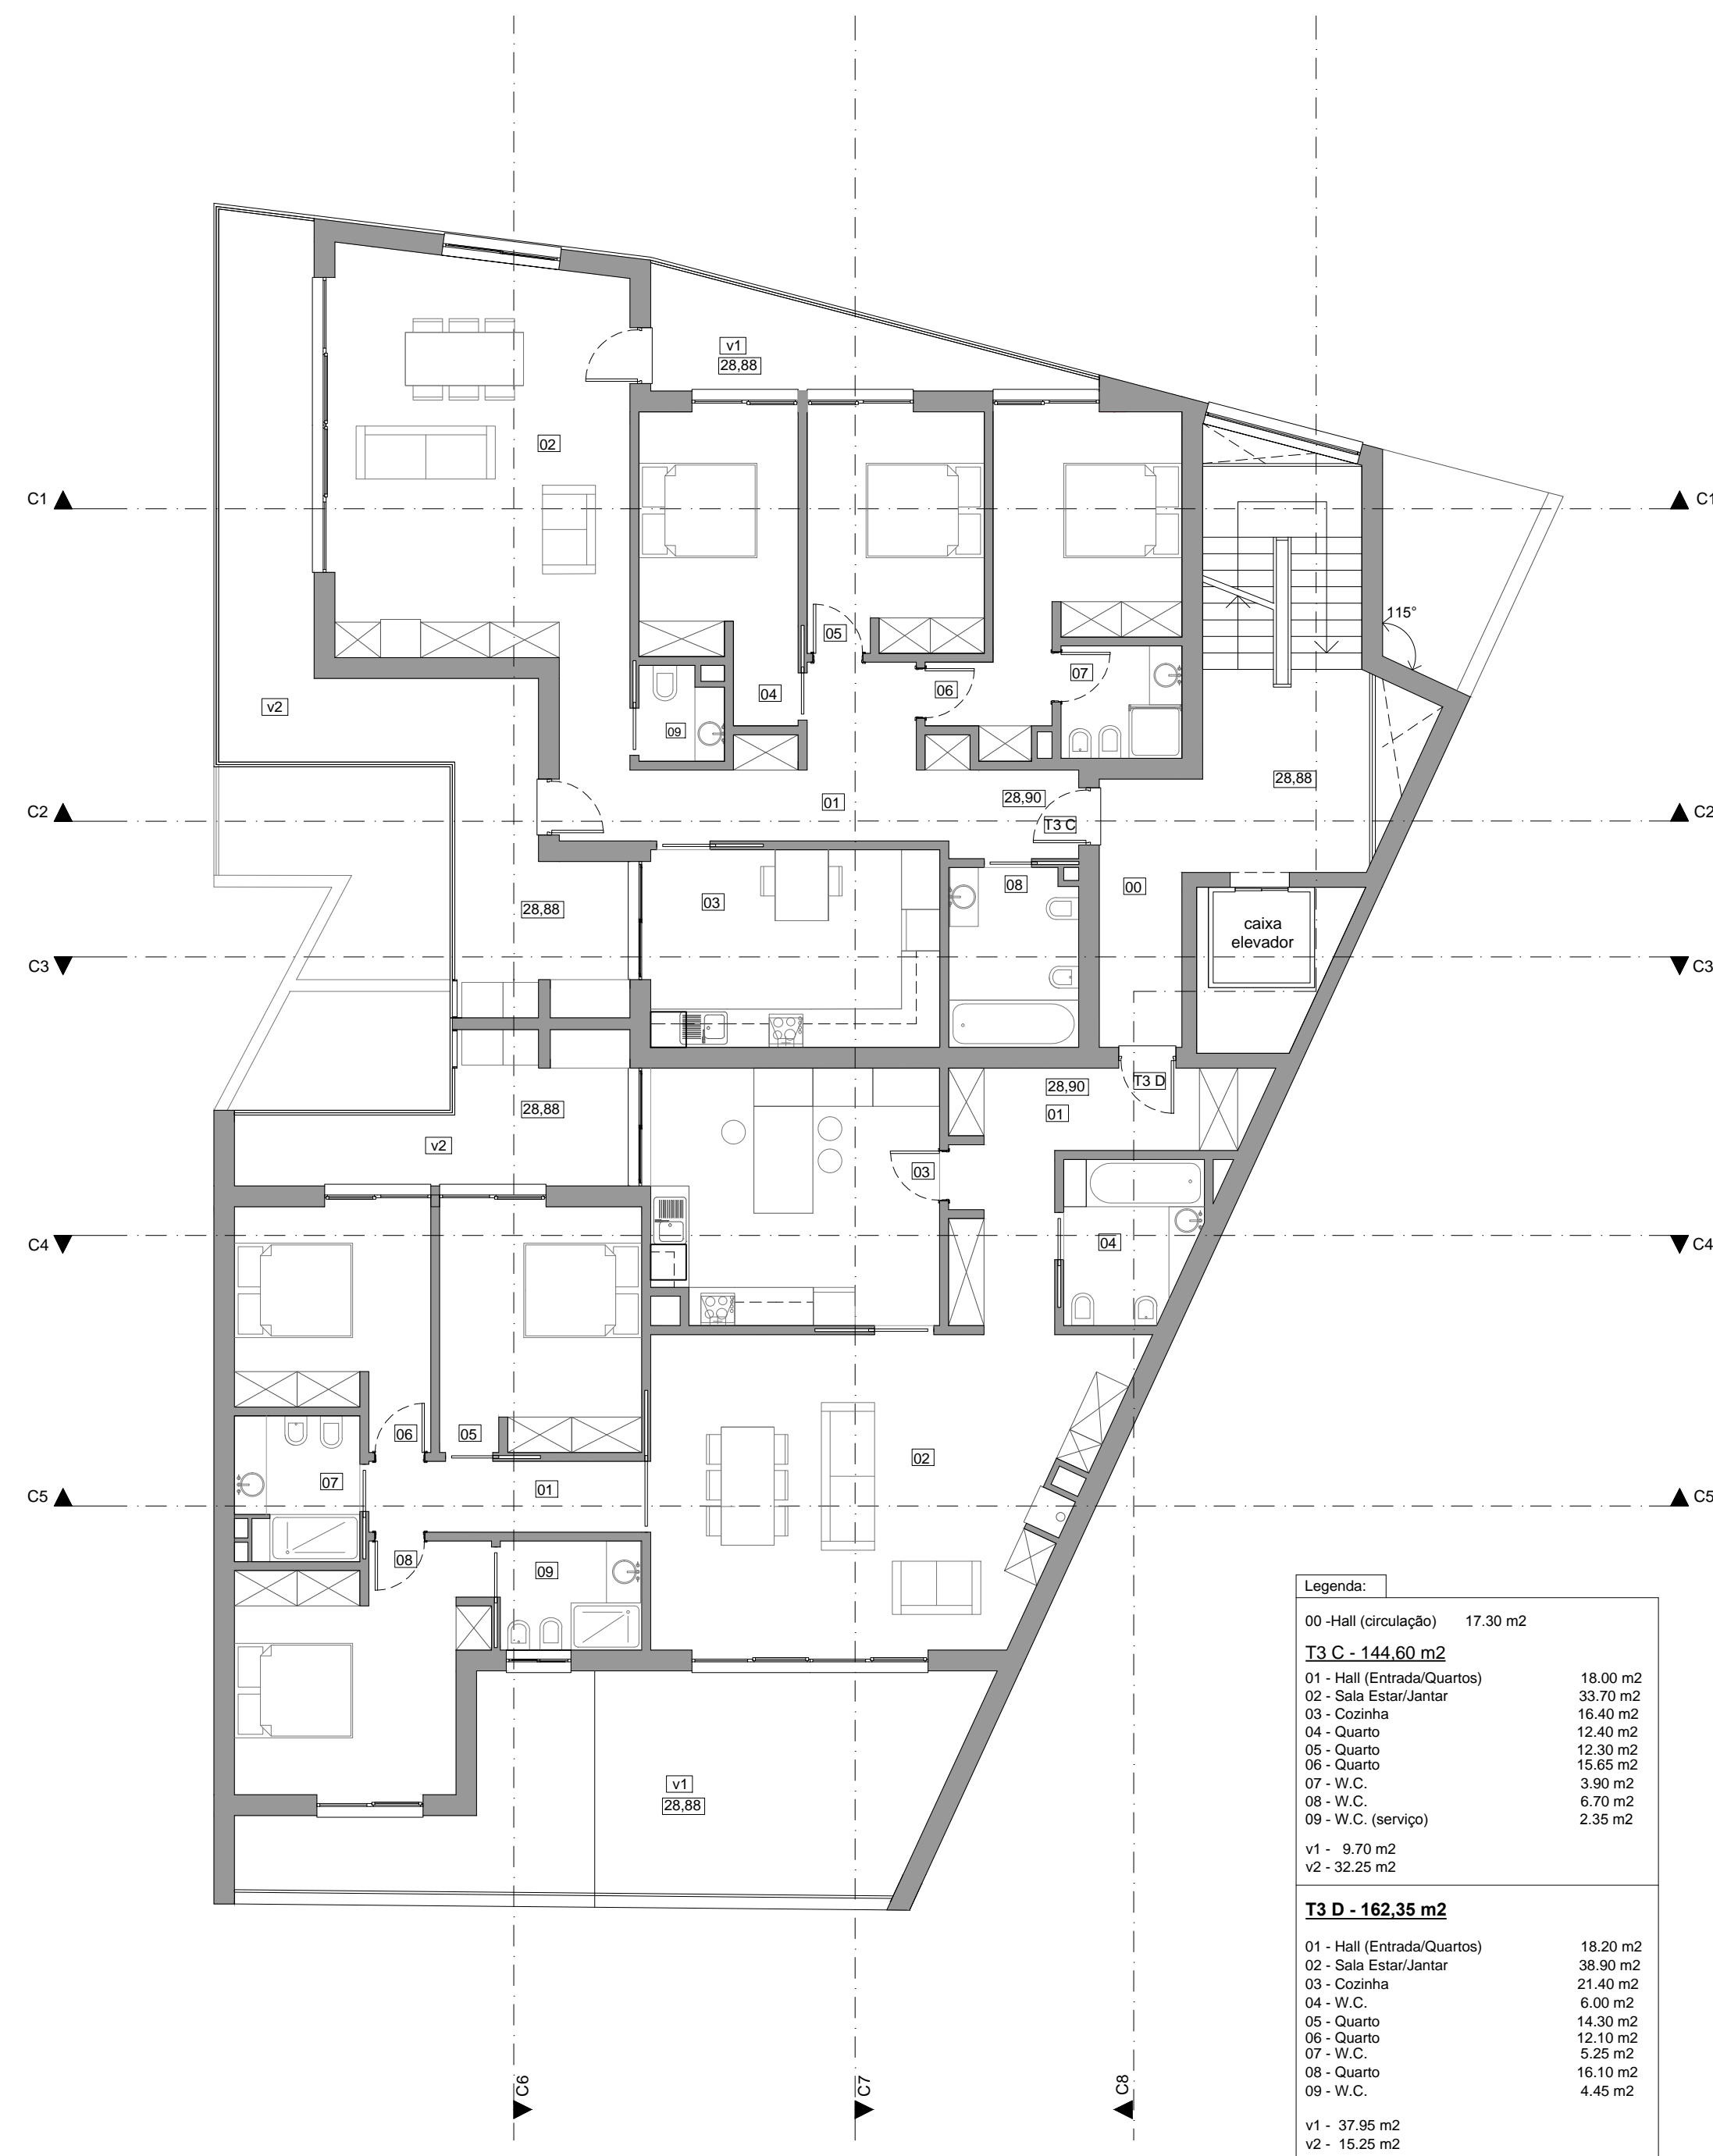 v1
28,88
02
C1
C1
05
115°
04
06
07
v2
09
28,88
01
28,90
T3 C
C2
C2
00
08
03
28,88
caixa
elevador
C3
C3
28,90
T3 D
01
28,88
v2
03
04
C4
C4
06
05
02
07
01
C5
C5
08
09
v1
28,88
C6
C7
C8
Legenda:
00 -Hall (circulação) 17.30 m2
T3 C - 144,60 m2
01 - Hall (Entrada/Quartos) 18.00 m2
02 - Sala Estar/Jantar 33.70 m2
03 - Cozinha 16.40 m2
04 - Quarto 12.40 m2
05 - Quarto 12.30 m2
06 - Quarto 15.65 m2
07 - W.C. 3.90 m2
08 - W.C. 6.70 m2
09 - W.C. (serviço) 2.35 m2
v1 - 9.70 m2
v2 - 32.25 m2
T3 D - 162,35 m2
01 - Hall (Entrada/Quartos) 18.20 m2
02 - Sala Estar/Jantar 38.90 m2
03 - Cozinha 21.40 m2
04 - W.C. 6.00 m2
05 - Quarto 14.30 m2
06 - Quarto 12.10 m2
07 - W.C. 5.25 m2
08 - Quarto 16.10 m2
09 - W.C. 4.45 m2
v1 - 37.95 m2
v2 - 15.25 m2